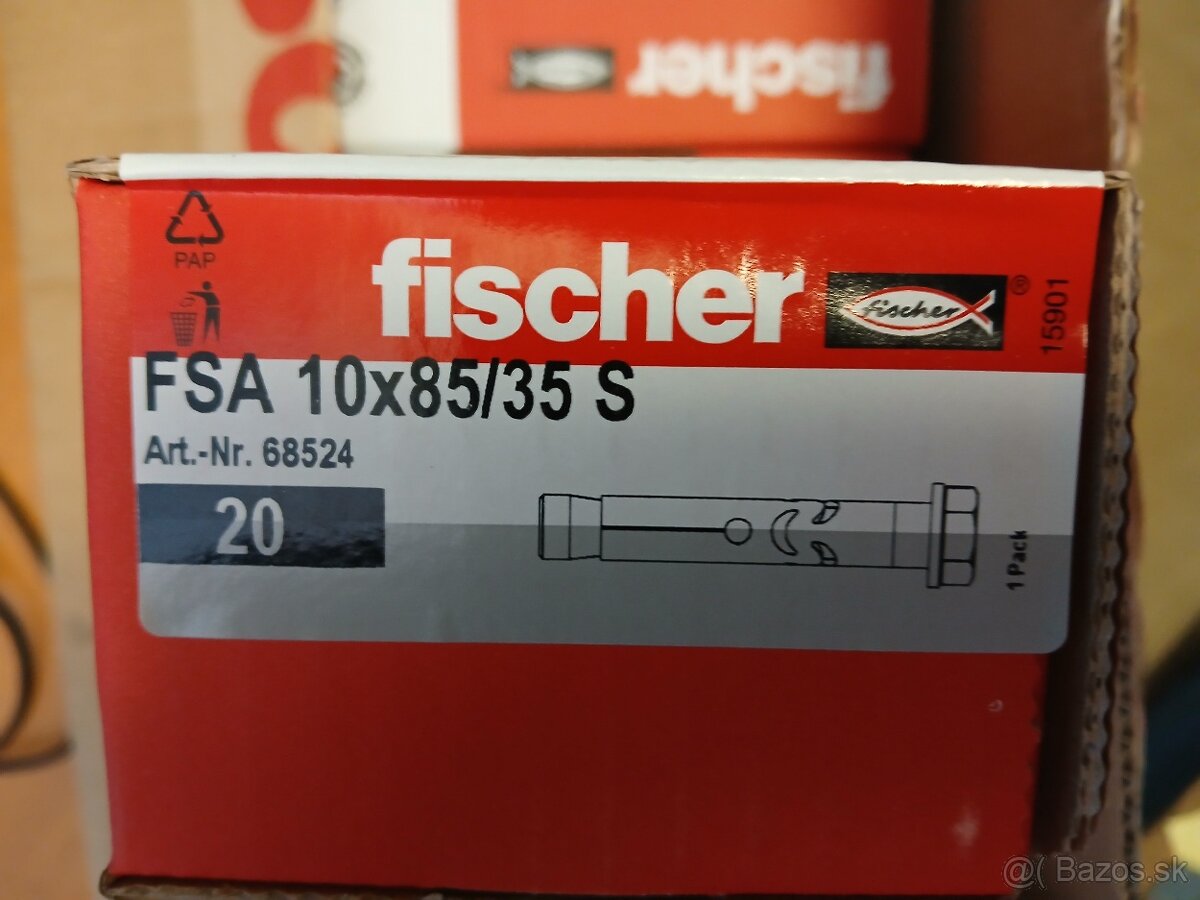 fischer
PAP
fischer
fischer
®
15901
FSA 10x85/35 S
Art.-Nr. 68524
20
1 Pack
@( Bazos.sk